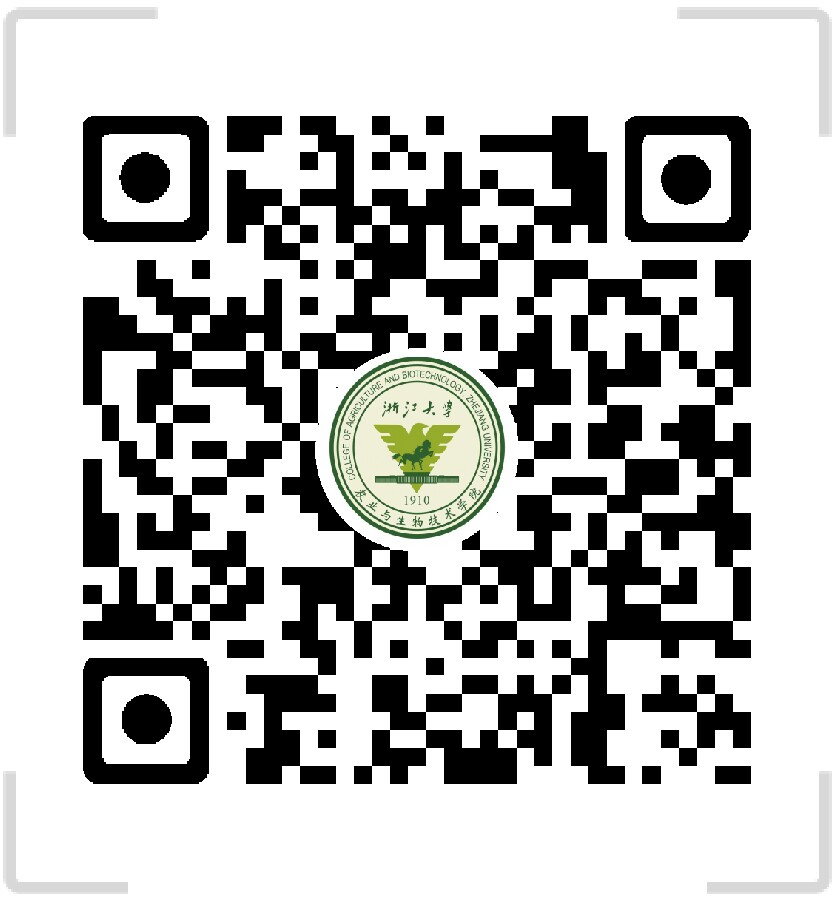 COLLEGE OF AGRICULTURE AND BIOTECHNOLOGY, ZHEJIANG UNIVERSITY
浙江大学
1910
农业与生物技术学院